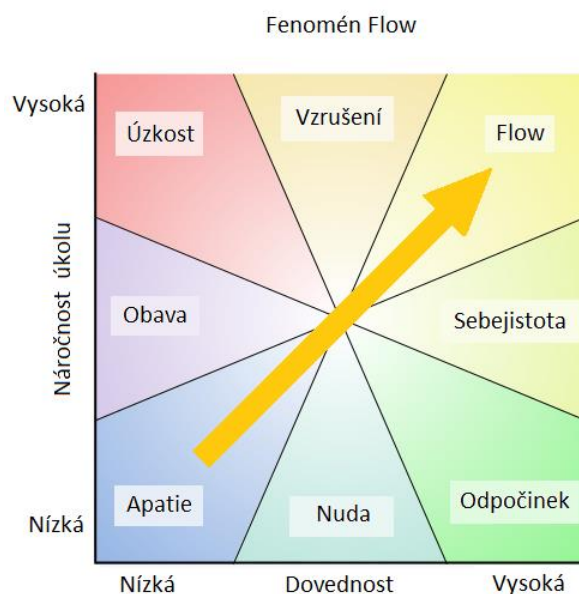 Fenomén Flow
Vysoká
Úzkost
Vzrušení
Flow
Náročnost úkolu
Obava
Sebejistota
Apatie
Nuda
Odpočinek
Nízká
Nízká
Dovednost
Vysoká